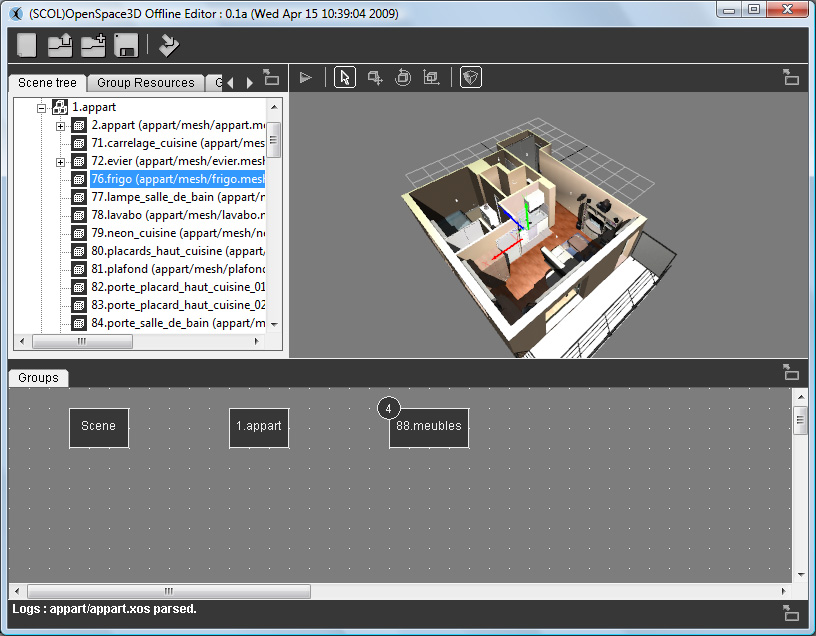 (SCOL)OpenSpace3D Offline Editor : 0.1a (Wed Apr 15 10:39:04 2009)
Scene tree
Group Resources
1.appart
2.appart (appart/mesh/appart.me
71.carrelage_cuisine (appart/mes
72.evier (appart/mesh/evier.mesh
76.frigo (appart/mesh/frigo.mesh
77.lampe_salle_de_bain (appart/m
78.lavabo (appart/mesh/lavabo.m
79.neon_cuisine (appart/mesh/ne
80.placards_haut_cuisine (appart/
81.plafond (appart/mesh/plafond
82.porte_placard_haut_cuisine_01
83.porte_placard_haut_cuisine_02
84.porte_salle_de_bain (appart/m
Groups
Scene
1.appart
4
88.meubles
Logs : appart/appart.xos parsed.